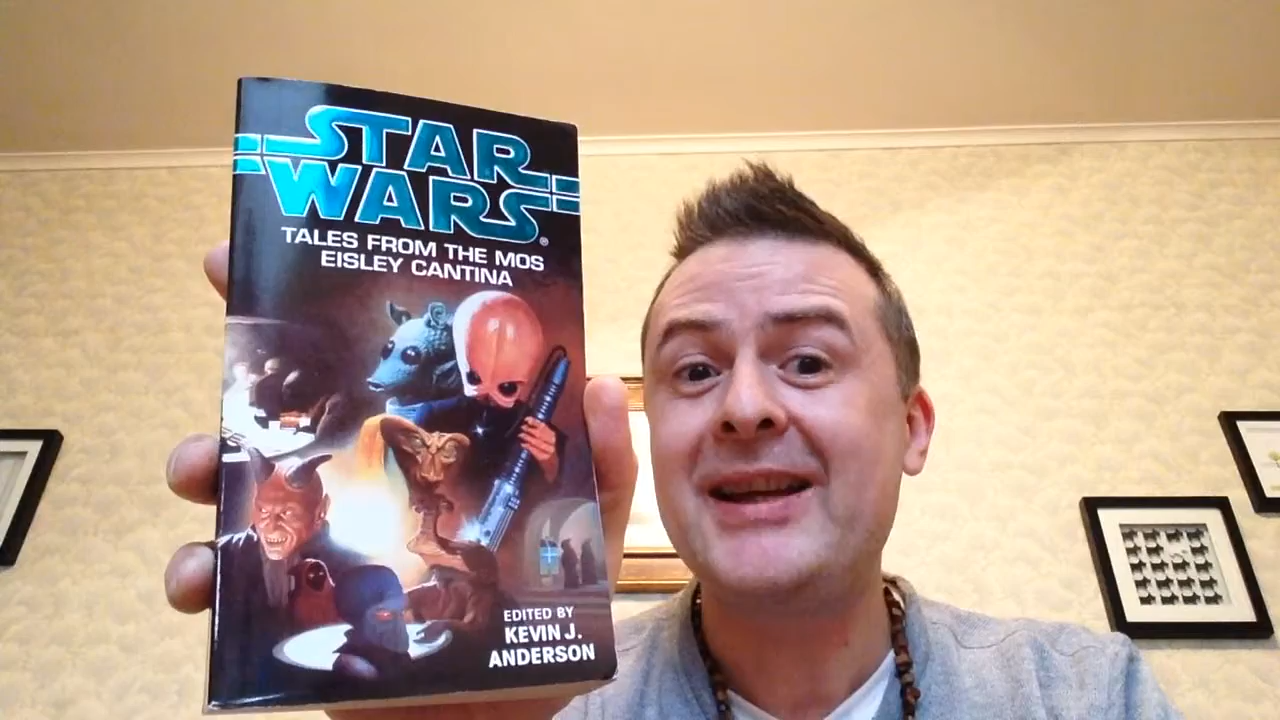 STAR
WARS®
TALES FROM THE MOS
EISLEY CANTINA
EDITED BY
KEVIN J.
ANDERSON